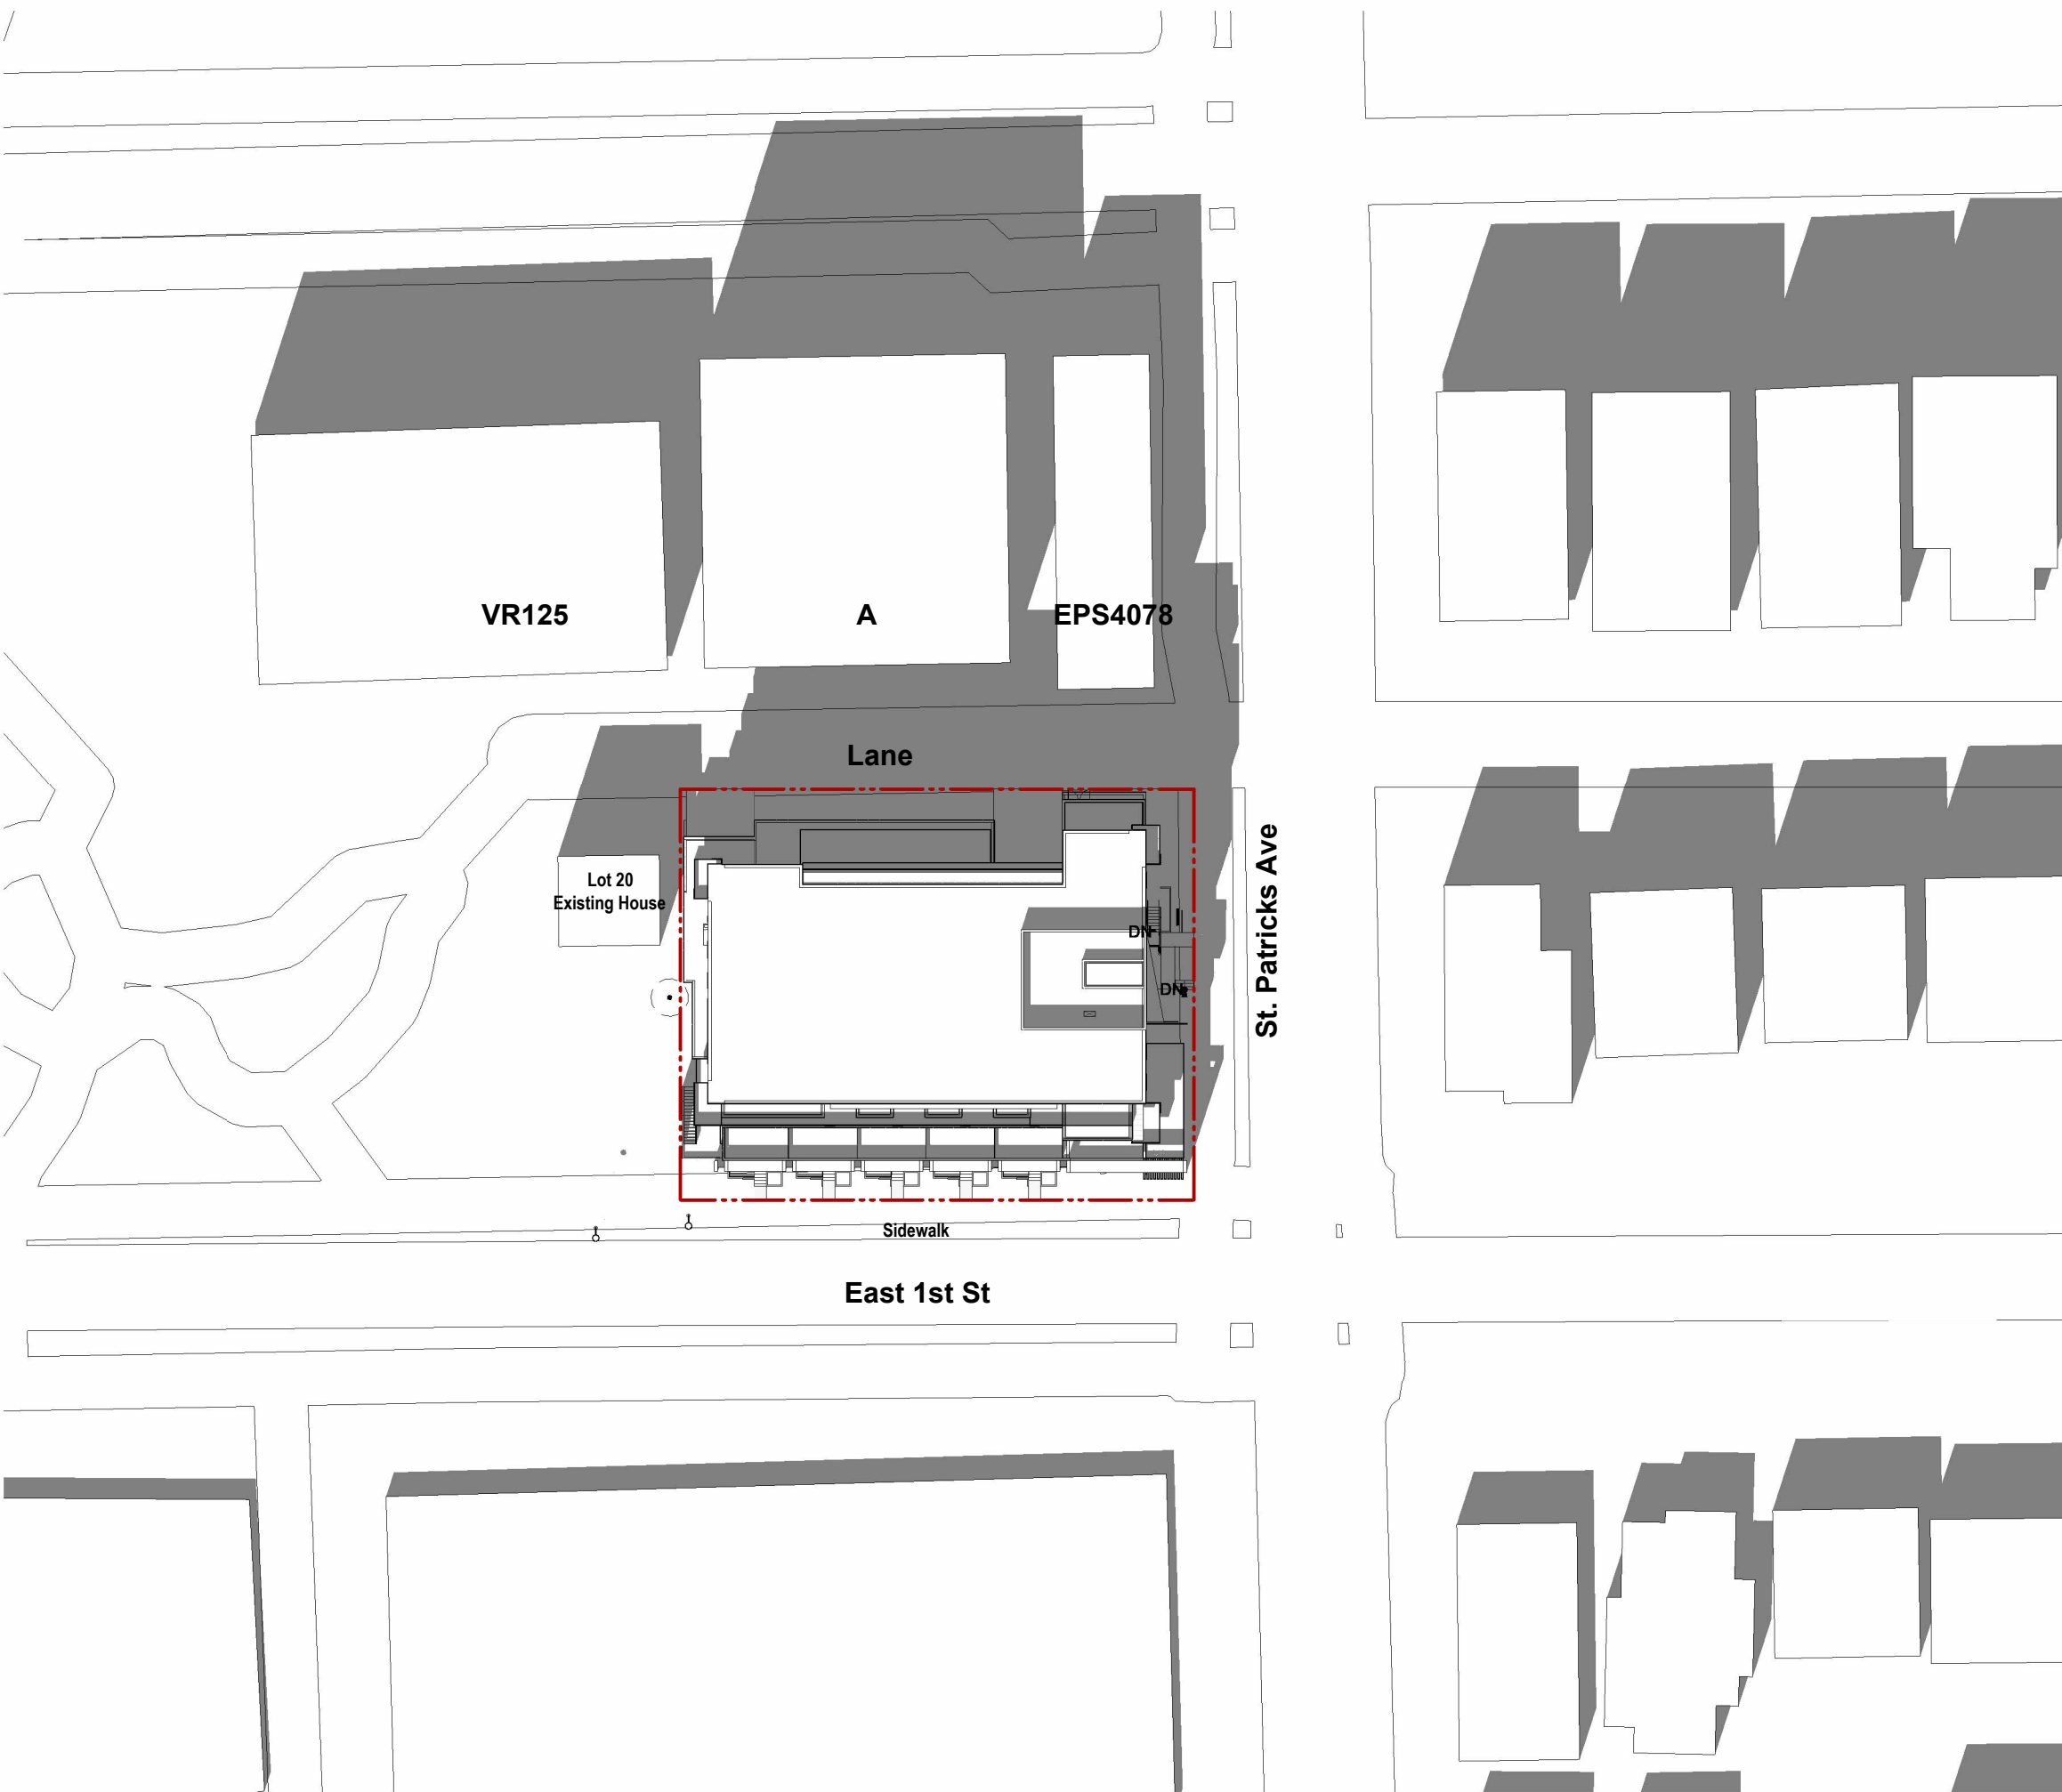 VR125
A
EPS4078
Lane
Lot 20
Existing House
DN
DN
St. Patricks Ave
Sidewalk
East 1st St